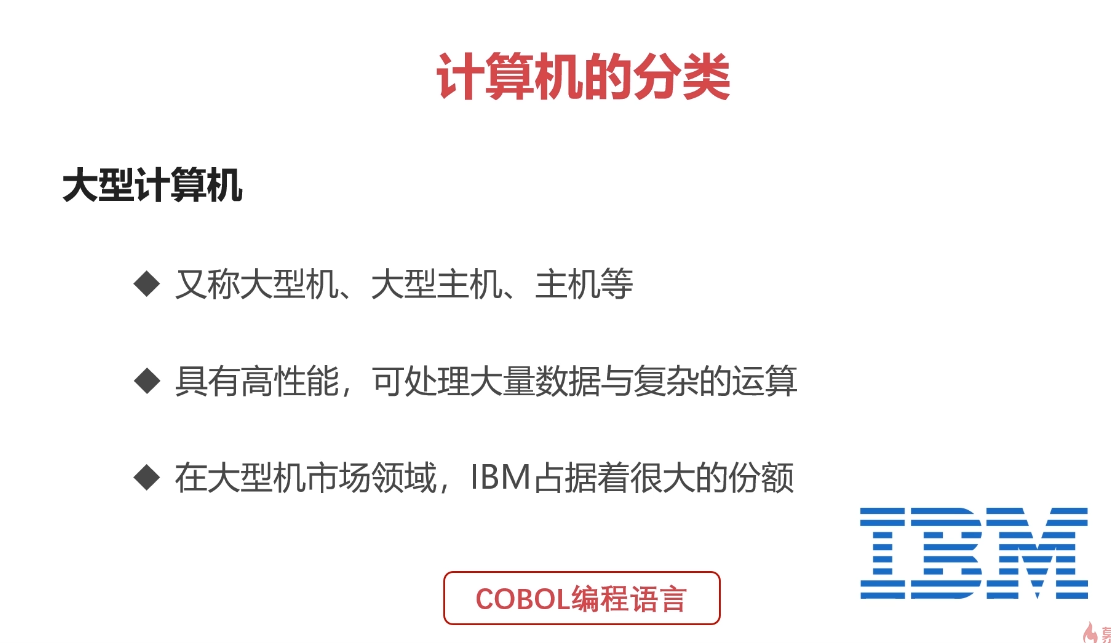 计算机的分类
大型计算机
◆ 又称大型机、大型主机、主机等
◆ 具有高性能，可处理大量数据与复杂的运算
◆ 在大型机市场领域，IBM占据着很大的份额
IBM
COBOL编程语言